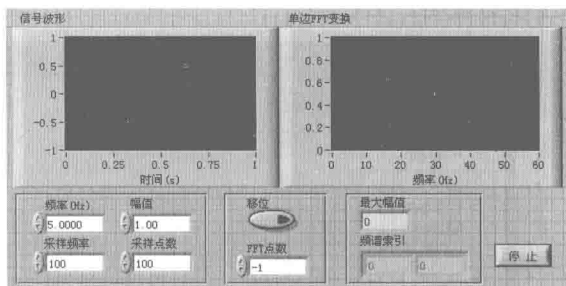 信号波形
1
0.5
0
-0.5
-1
0 0.25 0.5 0.75 1
时间(s)
单边FFT变换
1
0.8
0.6
0.4
0.2
0
0 10 20 30 40 50 60
频率(Hz)
频率(Hz) 幅值
5.0000 1.00
采样频率 采样点数
100 100
移位
FFT点数
-1
最大幅值
0
频谱索引
0 0
停止